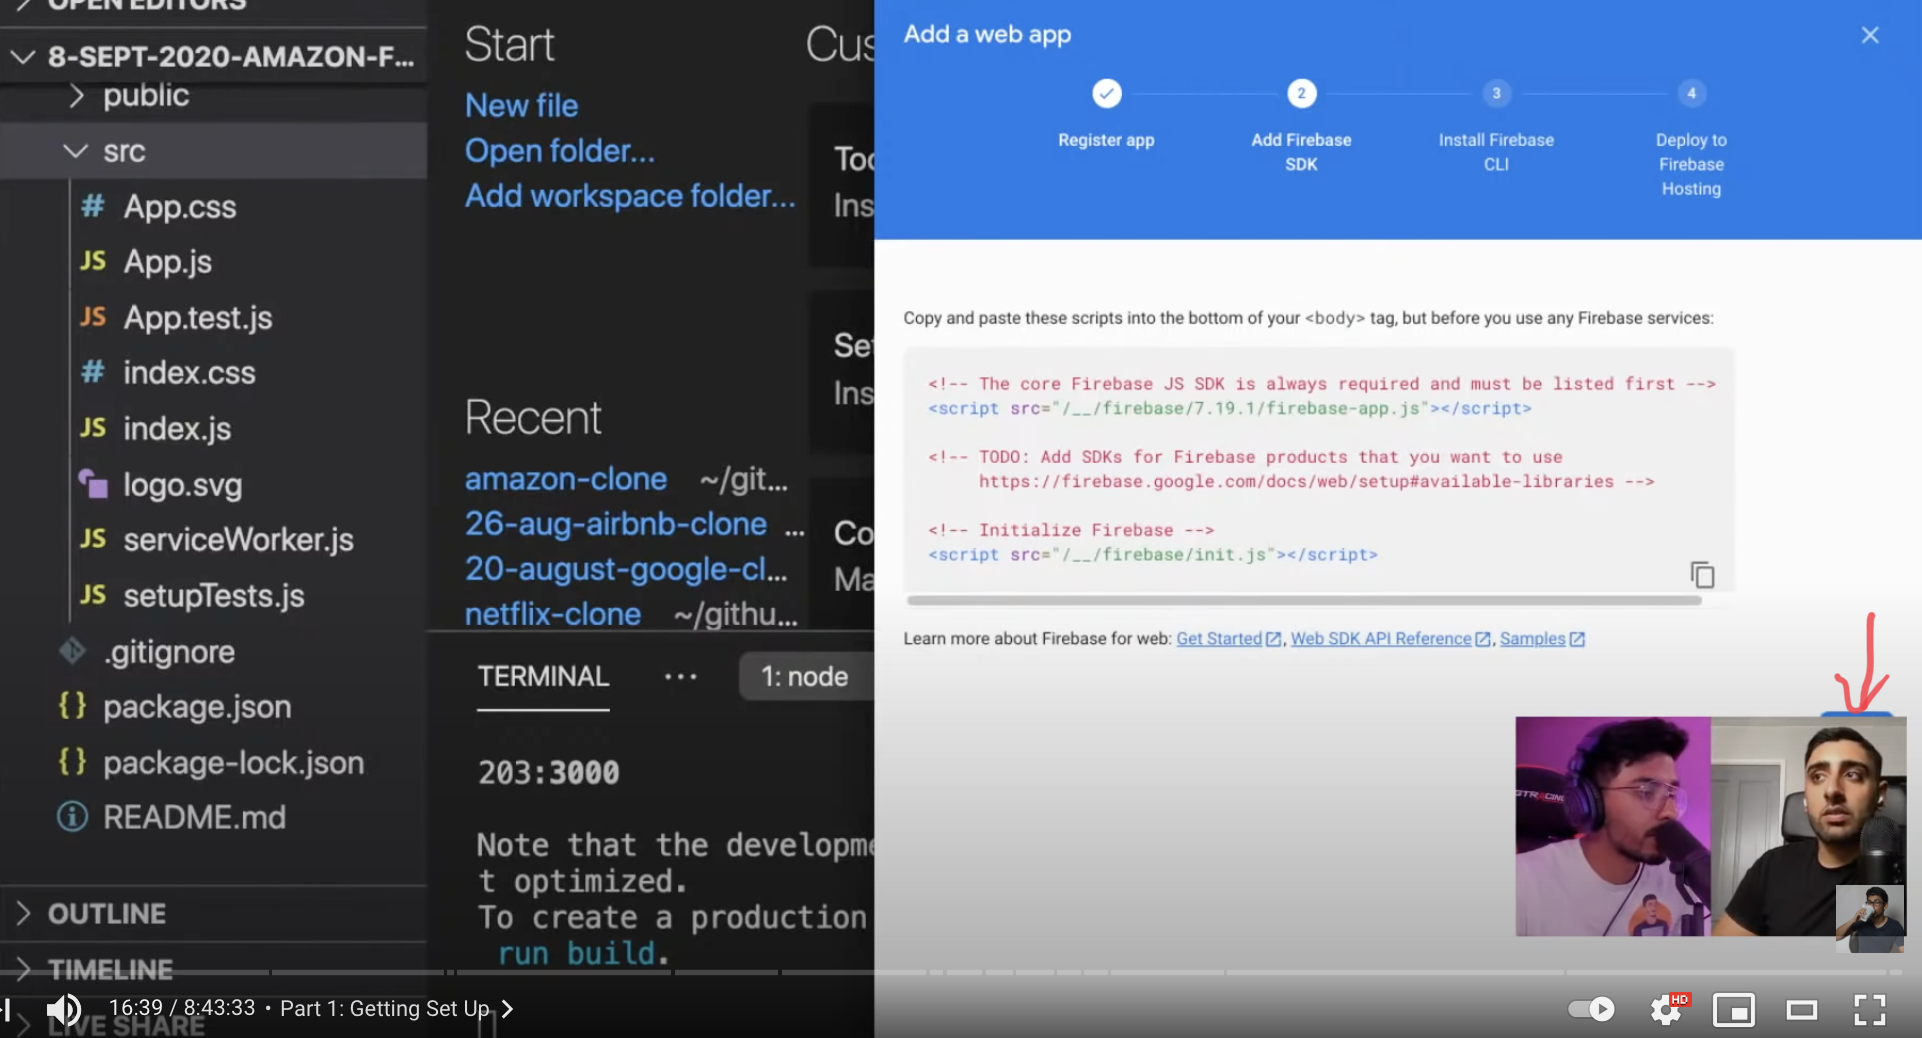 OPEN EDITORS
8-SEPT-2020-AMAZON-F...
public
src
App.css
App.js
App.test.js
index.css
index.js
logo.svg
serviceWorker.js
setupTests.js
.gitignore
package.json
package-lock.json
README.md
OUTLINE
TIMELINE
LIVE SHARE
Start
New file
Open folder...
Add workspace folder...
Recent
amazon-clone ~/git...
26-aug-airbnb-clone ...
20-august-google-cl...
netflix-clone ~/githu...
Cus
Too
Ins
Set
Ins
Co
Ma
TERMINAL ... 1: node
203:3000
Note that the developme
t optimized.
To create a production
run build.
Add a web app
2 3 4
Register app
Add Firebase
SDK
Install Firebase
CLI
Deploy to
Firebase
Hosting
Copy and paste these scripts into the bottom of your <body> tag, but before you use any Firebase services:
<!-- The core Firebase JS SDK is always required and must be listed first -->
<script src="/__/firebase/7.19.1/firebase-app.js"></script>
<!-- TODO: Add SDKs for Firebase products that you want to use
https://firebase.google.com/docs/web/setup#available-libraries -->
<!-- Initialize Firebase -->
<script src="/__/firebase/init.js"></script>
Learn more about Firebase for web: Get Started, Web SDK API Reference, Samples
GTRACING
16:39 / 8:43:33 • Part 1: Getting Set Up
HD